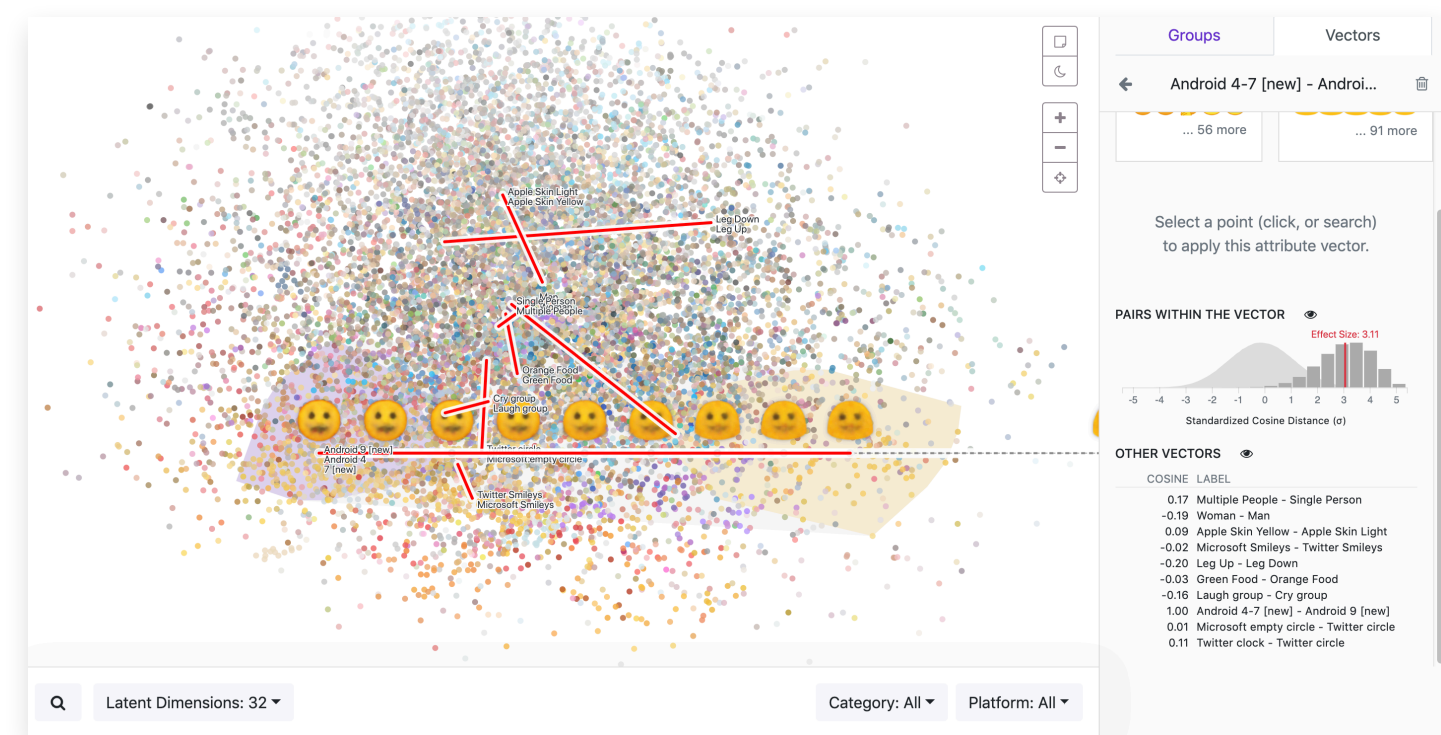 Groups
Vectors
Android 4-7 [new] - Androi...
... 56 more
... 91 more
Select a point (click, or search)
to apply this attribute vector.
PAIRS WITHIN THE VECTOR
Effect Size: 3.11
-5 -4 -3 -2 -1 0 1 2 3 4 5
Standardized Cosine Distance (σ)
OTHER VECTORS
COSINE LABEL
0.17 Multiple People - Single Person
-0.19 Woman - Man
0.09 Apple Skin Yellow - Apple Skin Light
-0.02 Microsoft Smileys - Twitter Smileys
-0.20 Leg Up - Leg Down
-0.03 Green Food - Orange Food
-0.16 Laugh group - Cry group
1.00 Android 4-7 [new] - Android 9 [new]
0.01 Microsoft empty circle - Twitter circle
0.11 Twitter clock - Twitter circle
Apple Skin Light
Apple Skin Yellow
Leg Down
Leg Up
Man
Single Person
Woman
Multiple People
Orange Food
Green Food
Cry group
Laugh group
Android 9 [new]
Android 4
7 [new]
Twitter circle
Microsoft empty circle
Twitter Smileys
Microsoft Smileys
Latent Dimensions: 32
Category: All
Platform: All